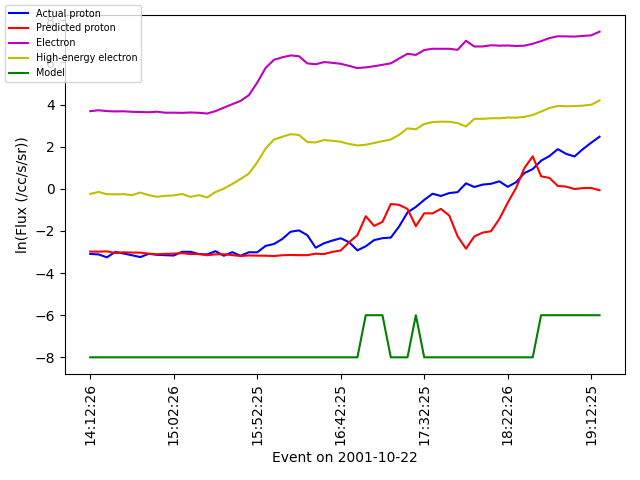 Actual proton
Predicted proton
Electron
High-energy electron
Model
4
2
0
−2
−4
−6
−8
ln(Flux (/cc/s/sr))
14:12:26
15:02:26
15:52:25
16:42:25
17:32:25
18:22:26
19:12:25
Event on 2001-10-22